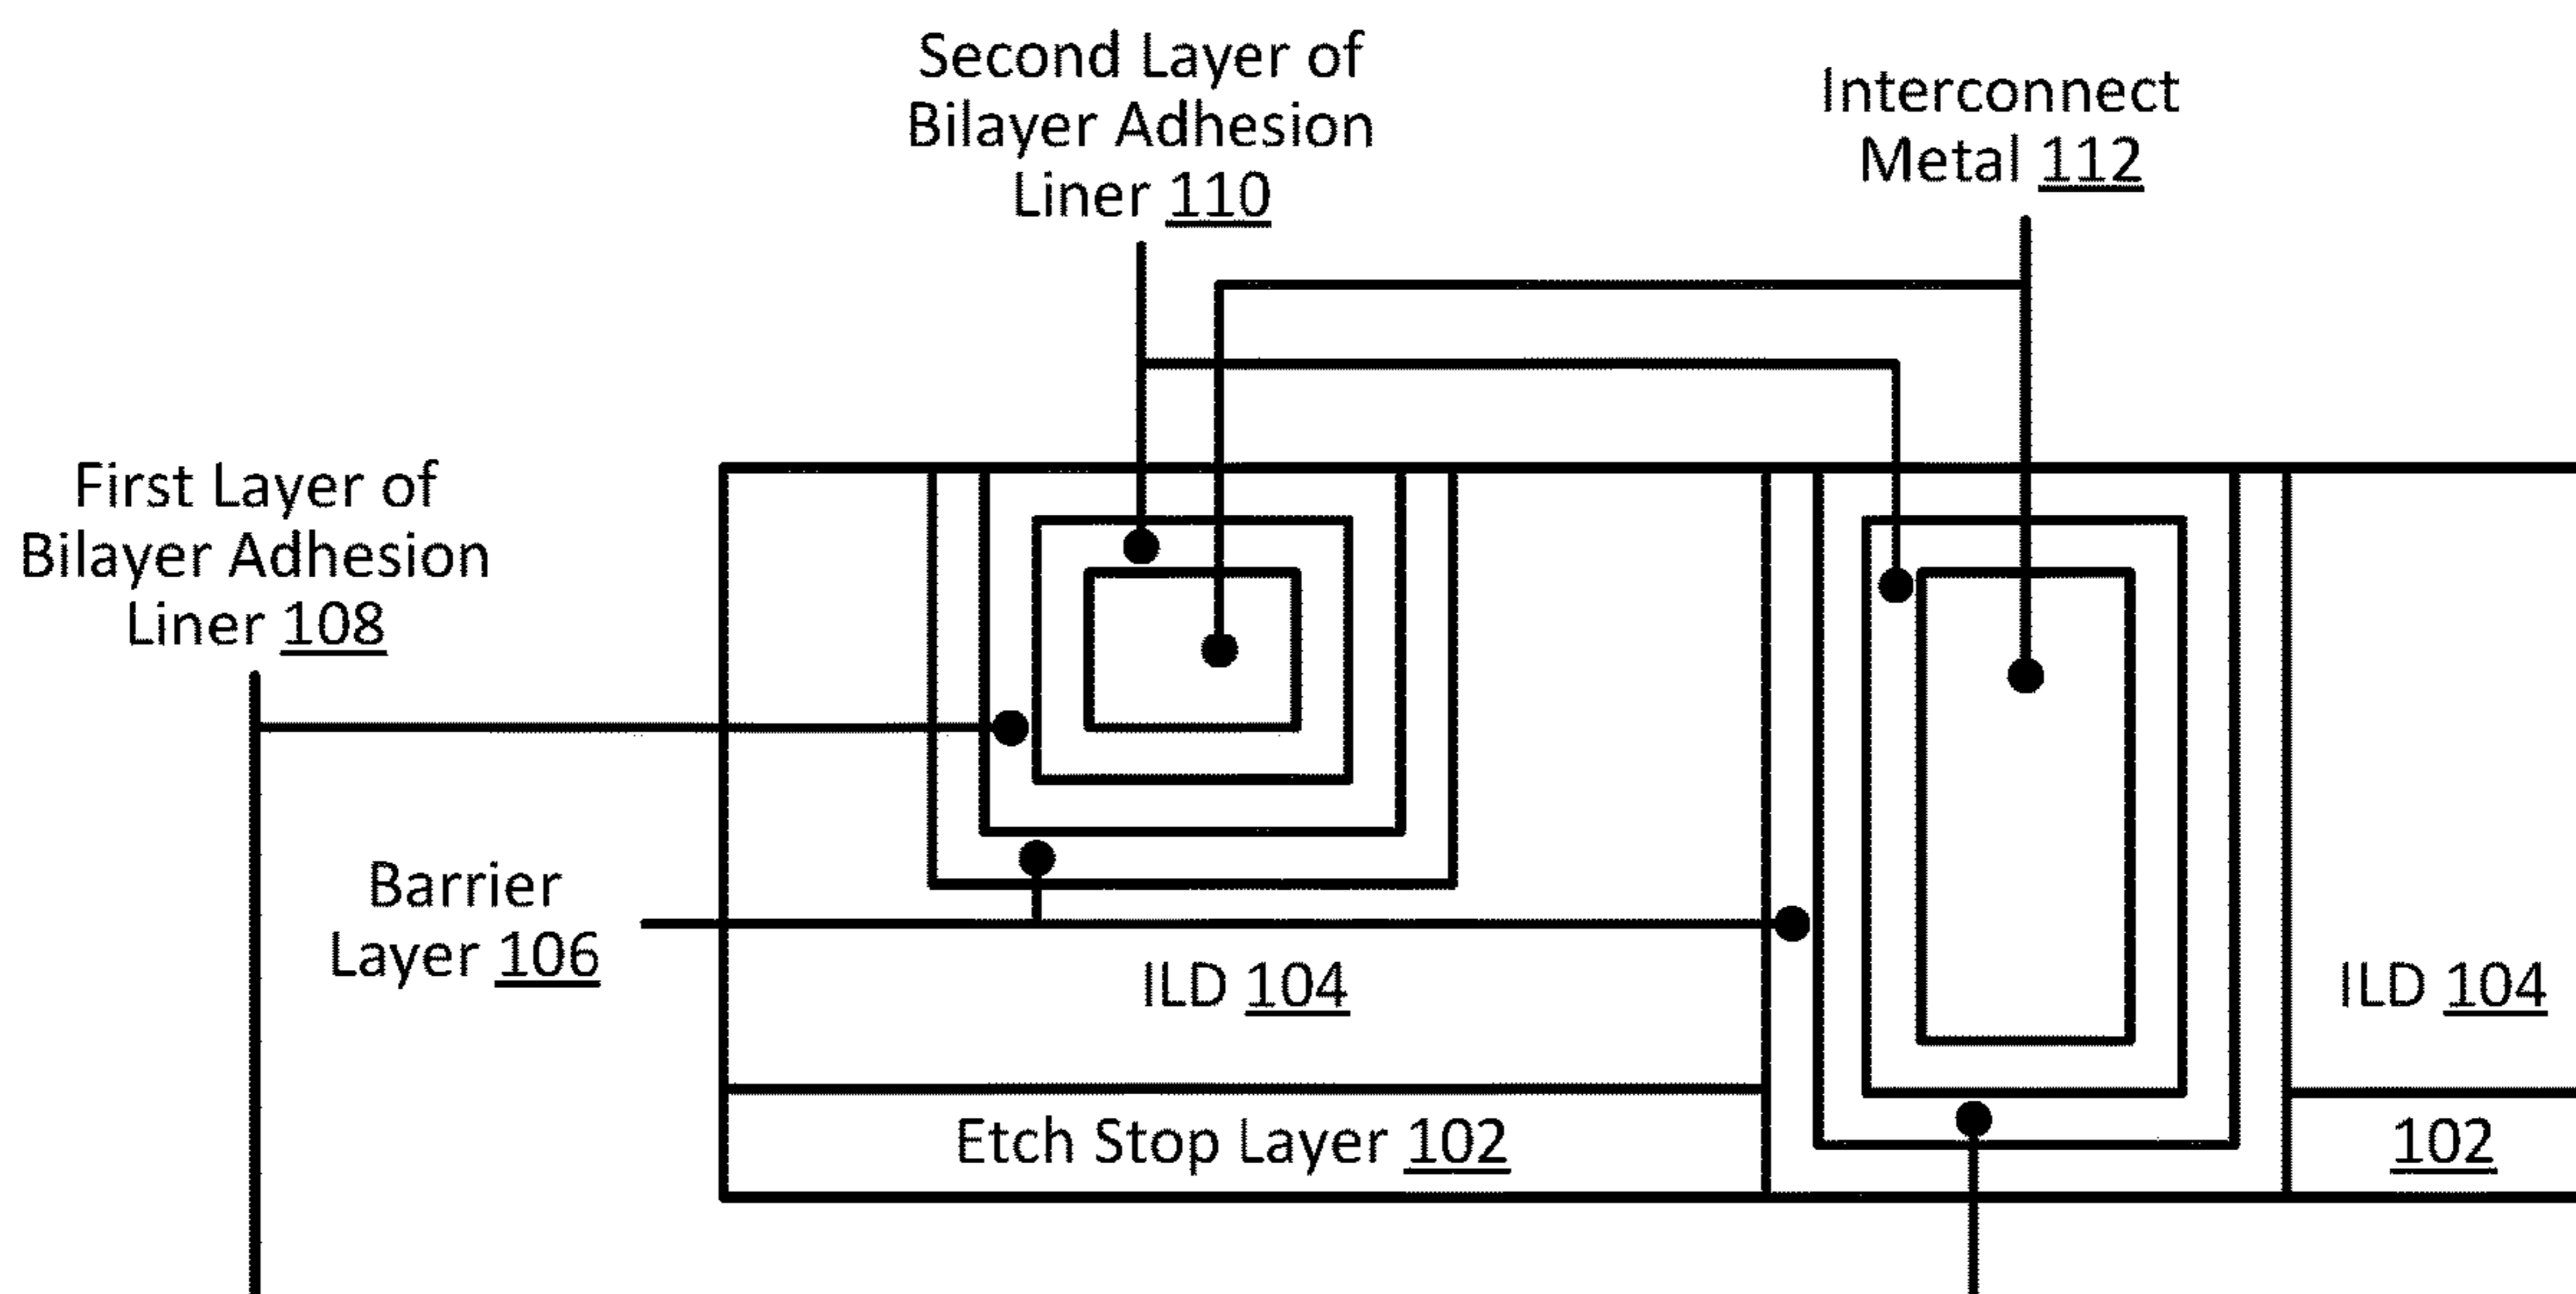 Second Layer of
Bilayer Adhesion
Liner 110
Interconnect
Metal 112
First Layer of
Bilayer Adhesion
Liner 108
Barrier
Layer 106
ILD 104
ILD 104
Etch Stop Layer 102
102